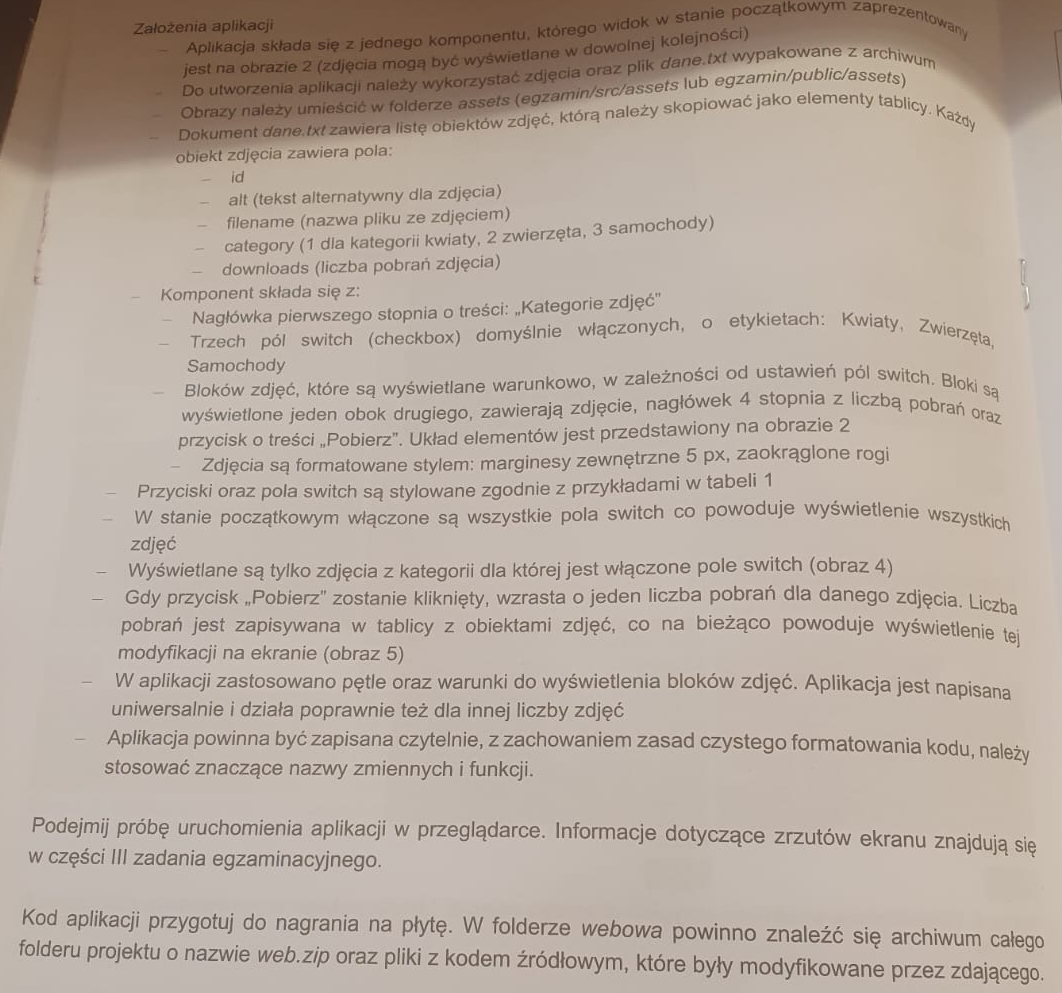 Założenia aplikacji
– Aplikacja składa się z jednego komponentu, którego widok w stanie początkowym zaprezentowany
jest na obrazie 2 (zdjęcia mogą być wyświetlane w dowolnej kolejności)
– Do utworzenia aplikacji należy wykorzystać zdjęcia oraz plik dane.txt wypakowane z archiwum
– Obrazy należy umieścić w folderze assets (egzamin/src/assets lub egzamin/public/assets)
– Dokument dane.txt zawiera listę obiektów zdjęć, którą należy skopiować jako elementy tablicy. Każdy
obiekt zdjęcia zawiera pola:
– id
– alt (tekst alternatywny dla zdjęcia)
– filename (nazwa pliku ze zdjęciem)
– category (1 dla kategorii kwiaty, 2 zwierzęta, 3 samochody)
– downloads (liczba pobrań zdjęcia)
– Komponent składa się z:
– Nagłówka pierwszego stopnia o treści: „Kategorie zdjęć”
– Trzech pól switch (checkbox) domyślnie włączonych, o etykietach: Kwiaty, Zwierzęta,
Samochody
– Bloków zdjęć, które są wyświetlane warunkowo, w zależności od ustawień pól switch. Bloki są
wyświetlone jeden obok drugiego, zawierają zdjęcie, nagłówek 4 stopnia z liczbą pobrań oraz
przycisk o treści „Pobierz”. Układ elementów jest przedstawiony na obrazie 2
– Zdjęcia są formatowane stylem: marginesy zewnętrzne 5 px, zaokrąglone rogi
– Przyciski oraz pola switch są stylowane zgodnie z przykładami w tabeli 1
– W stanie początkowym włączone są wszystkie pola switch co powoduje wyświetlenie wszystkich
zdjęć
– Wyświetlane są tylko zdjęcia z kategorii dla której jest włączone pole switch (obraz 4)
– Gdy przycisk „Pobierz” zostanie kliknięty, wzrasta o jeden liczba pobrań dla danego zdjęcia. Liczba
pobrań jest zapisywana w tablicy z obiektami zdjęć, co na bieżąco powoduje wyświetlenie tej
modyfikacji na ekranie (obraz 5)
– W aplikacji zastosowano pętle oraz warunki do wyświetlenia bloków zdjęć. Aplikacja jest napisana
uniwersalnie i działa poprawnie też dla innej liczby zdjęć
– Aplikacja powinna być zapisana czytelnie, z zachowaniem zasad czystego formatowania kodu, należy
stosować znaczące nazwy zmiennych i funkcji.
Podejmij próbę uruchomienia aplikacji w przeglądarce. Informacje dotyczące zrzutów ekranu znajdują się
w części III zadania egzaminacyjnego.
Kod aplikacji przygotuj do nagrania na płytę. W folderze webowa powinno znaleźć się archiwum całego
folderu projektu o nazwie web.zip oraz pliki z kodem źródłowym, które były modyfikowane przez zdającego.